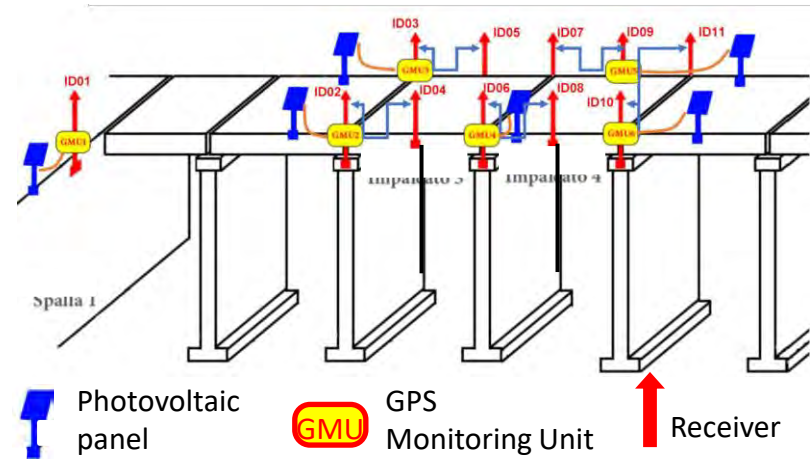 ID03
ID05
ID07
ID09
ID11
GMU3
GMU5
ID01
ID02
ID04
ID06
ID08
ID10
GMU1
GMU2
GMU4
GMU6
Impalcato 3
Impalcato 4
Spalla 1
Photovoltaic
panel
GMU
GPS
Monitoring Unit
Receiver